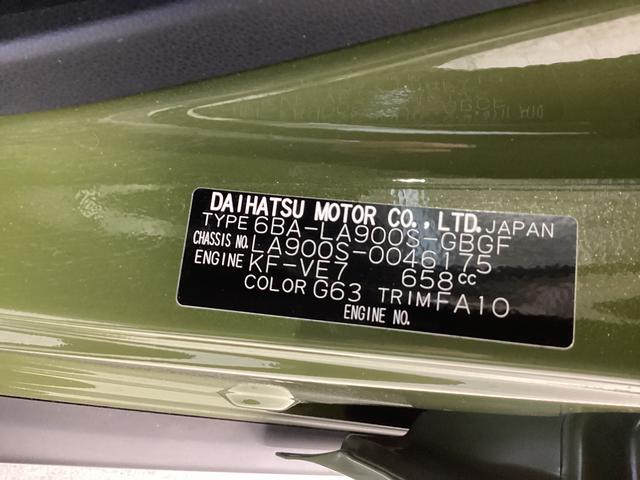 DAIHATSU MOTOR CO., LTD. JAPAN
TYPE 6BA-LA900S-GBGF
CHASSIS NO. LA900S-0046175
ENGINE KF-VE7 658cc
COLOR G63 TRIM FA10
ENGINE NO.